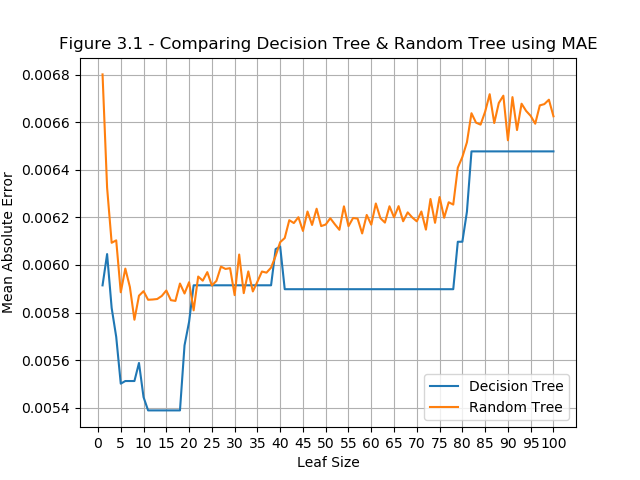 Figure 3.1 - Comparing Decision Tree & Random Tree using MAE
0.0068
0.0066
0.0064
0.0062
0.0060
0.0058
0.0056
0.0054
Mean Absolute Error
Decision Tree
Random Tree
0 5 10 15 20 25 30 35 40 45 50 55 60 65 70 75 80 85 90 95 100
Leaf Size